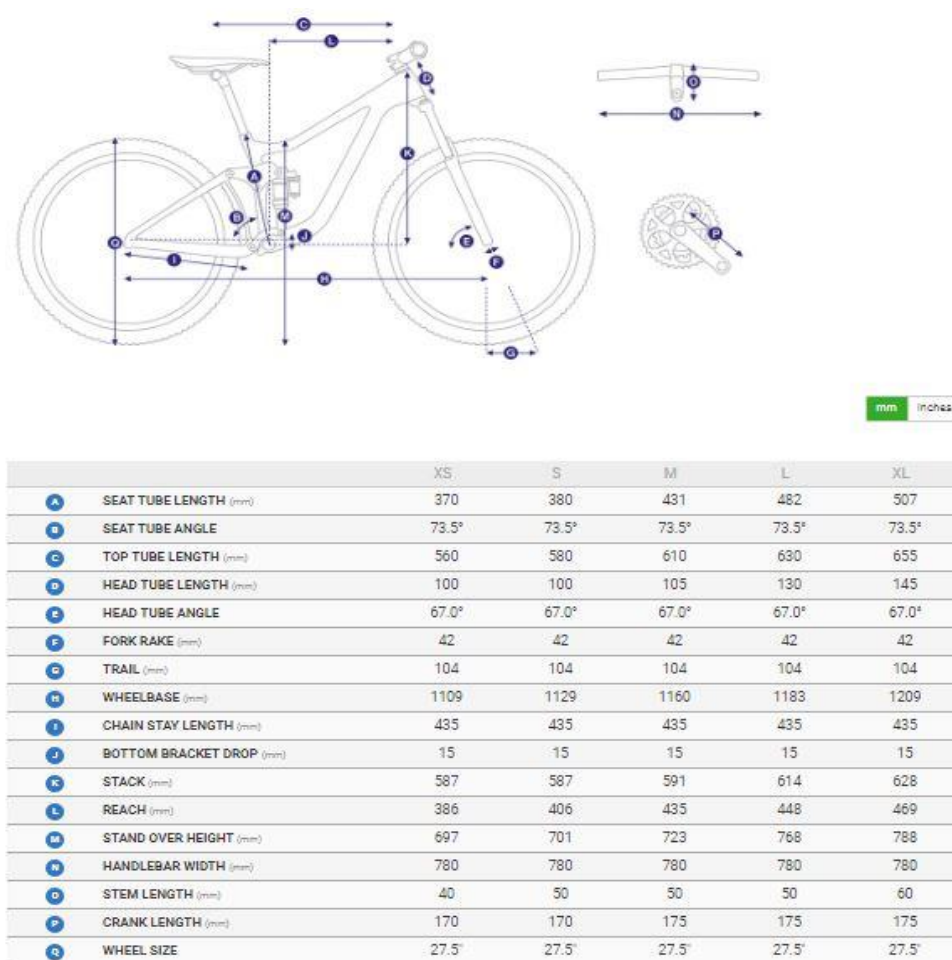 C
L
D
O
N
K
A
B
M
J
P
Q
E
I
F
H
G
mm Inches
XS S M L XL
A SEAT TUBE LENGTH (mm) 370 380 431 482 507
B SEAT TUBE ANGLE 73.5° 73.5° 73.5° 73.5° 73.5°
C TOP TUBE LENGTH (mm) 560 580 610 630 655
D HEAD TUBE LENGTH (mm) 100 100 105 130 145
E HEAD TUBE ANGLE 67.0° 67.0° 67.0° 67.0° 67.0°
F FORK RAKE (mm) 42 42 42 42 42
G TRAIL (mm) 104 104 104 104 104
H WHEELBASE (mm) 1109 1129 1160 1183 1209
I CHAIN STAY LENGTH (mm) 435 435 435 435 435
J BOTTOM BRACKET DROP (mm) 15 15 15 15 15
K STACK (mm) 587 587 591 614 628
L REACH (mm) 386 406 435 448 469
M STAND OVER HEIGHT (mm) 697 701 723 768 788
N HANDLEBAR WIDTH (mm) 780 780 780 780 780
O STEM LENGTH (mm) 40 50 50 50 60
P CRANK LENGTH (mm) 170 170 175 175 175
Q WHEEL SIZE 27.5" 27.5" 27.5" 27.5" 27.5"